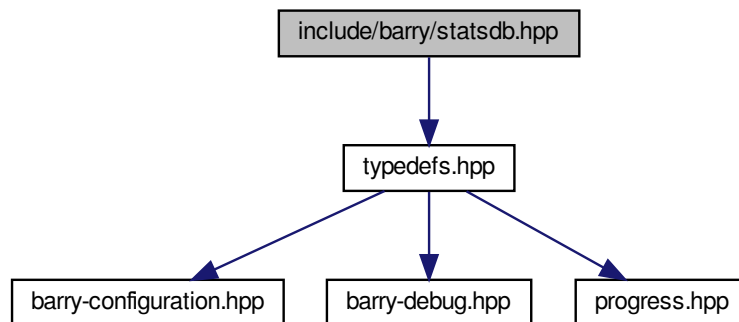 include/barry/statsdb.hpp
typedefs.hpp
barry-configuration.hpp
barry-debug.hpp
progress.hpp